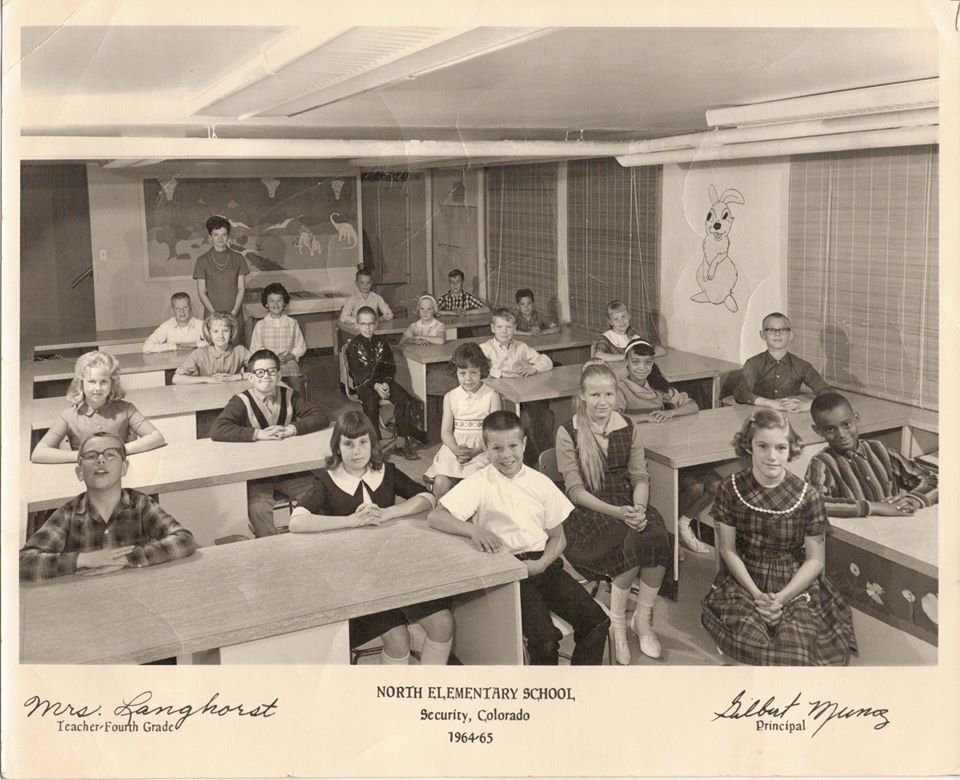 NORTH ELEMENTARY SCHOOL
Security, Colorado
1964-65
Mrs. Langhorst
Teacher-Fourth Grade
Gilbert Munoz
Principal